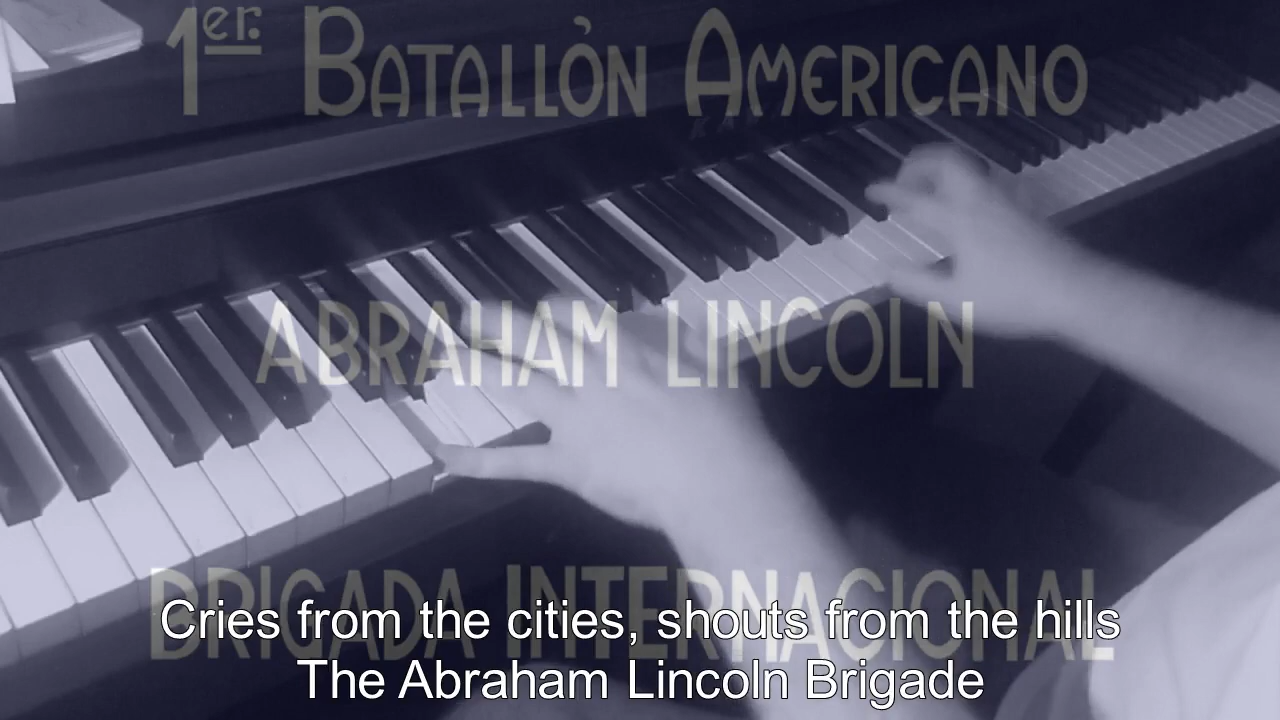 1er. BATALLÓN AMERICANO
ABRAHAM LINCOLN
BRIGADA INTERNACIONAL
Cries from the cities, shouts from the hills
The Abraham Lincoln Brigade